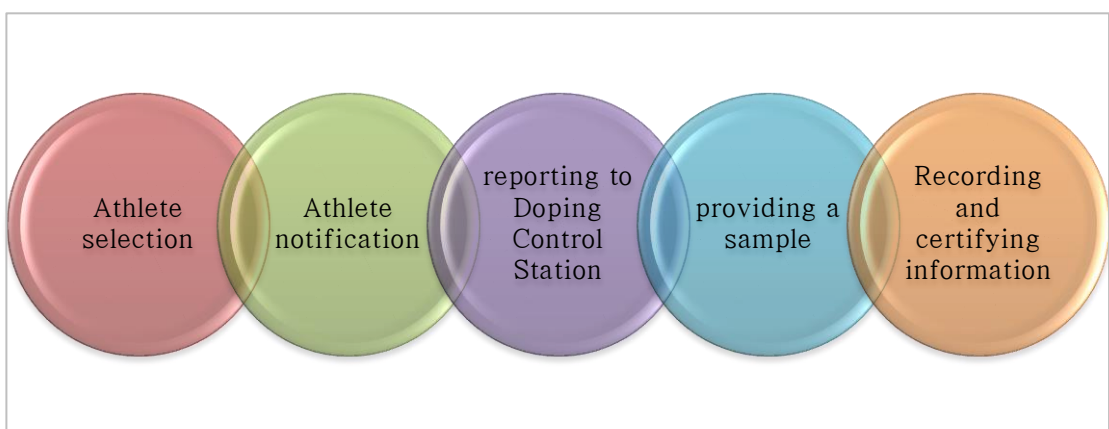 Athlete
selection
Athlete
notification
reporting to
Doping
Control
Station
providing a
sample
Recording
and
certifying
information